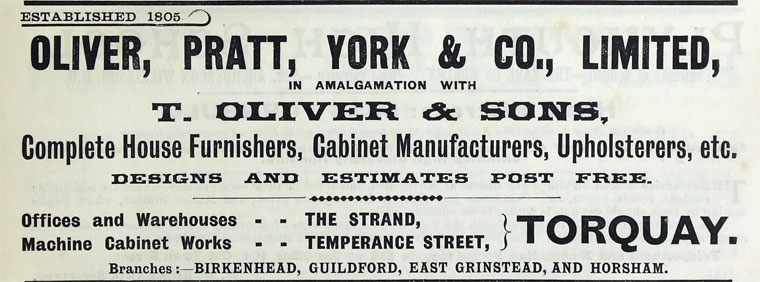 ESTABLISHED 1805
OLIVER, PRATT, YORK & CO., LIMITED,
IN AMALGAMATION WITH
T. OLIVER & SONS,
Complete House Furnishers, Cabinet Manufacturers, Upholsterers, etc.
DESIGNS AND ESTIMATES POST FREE.
Offices and Warehouses - - THE STRAND,
Machine Cabinet Works - - TEMPERANCE STREET, } TORQUAY.
Branches:—BIRKENHEAD, GUILDFORD, EAST GRINSTEAD, AND HORSHAM.